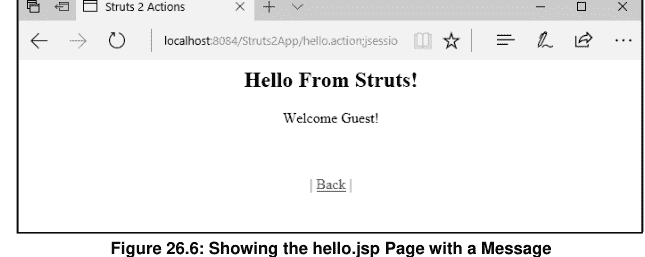 Struts 2 Actions
localhost:8084/Struts2App/hello.action;jsessio
Hello From Struts!
Welcome Guest!
| Back |
Figure 26.6: Showing the hello.jsp Page with a Message